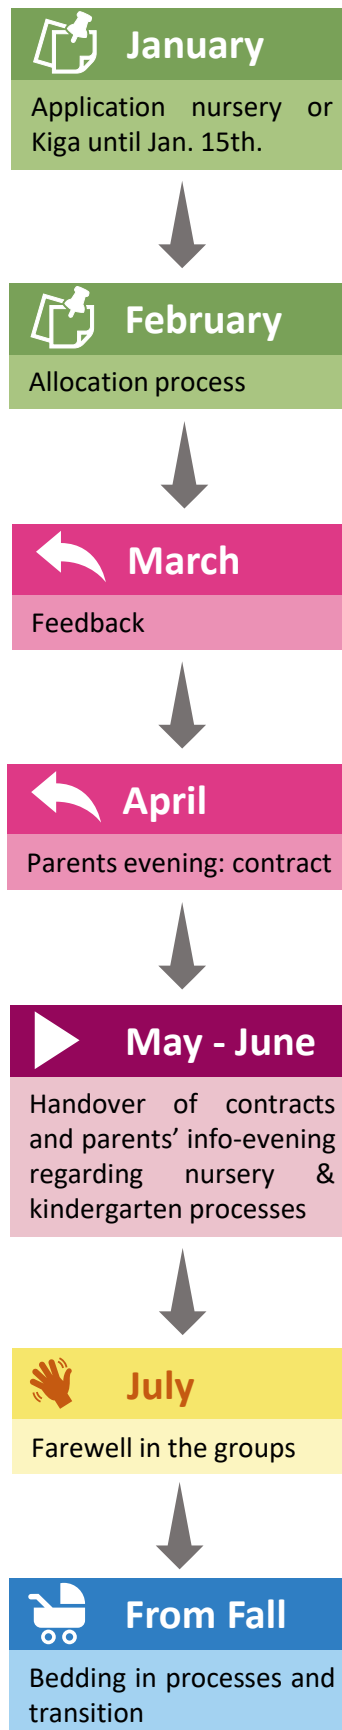 January
Application nursery or
Kiga until Jan. 15th.
February
Allocation process
March
Feedback
April
Parents evening: contract
May - June
Handover of contracts
and parents’ info-evening
regarding nursery &
kindergarten processes
July
Farewell in the groups
From Fall
Bedding in processes and
transition